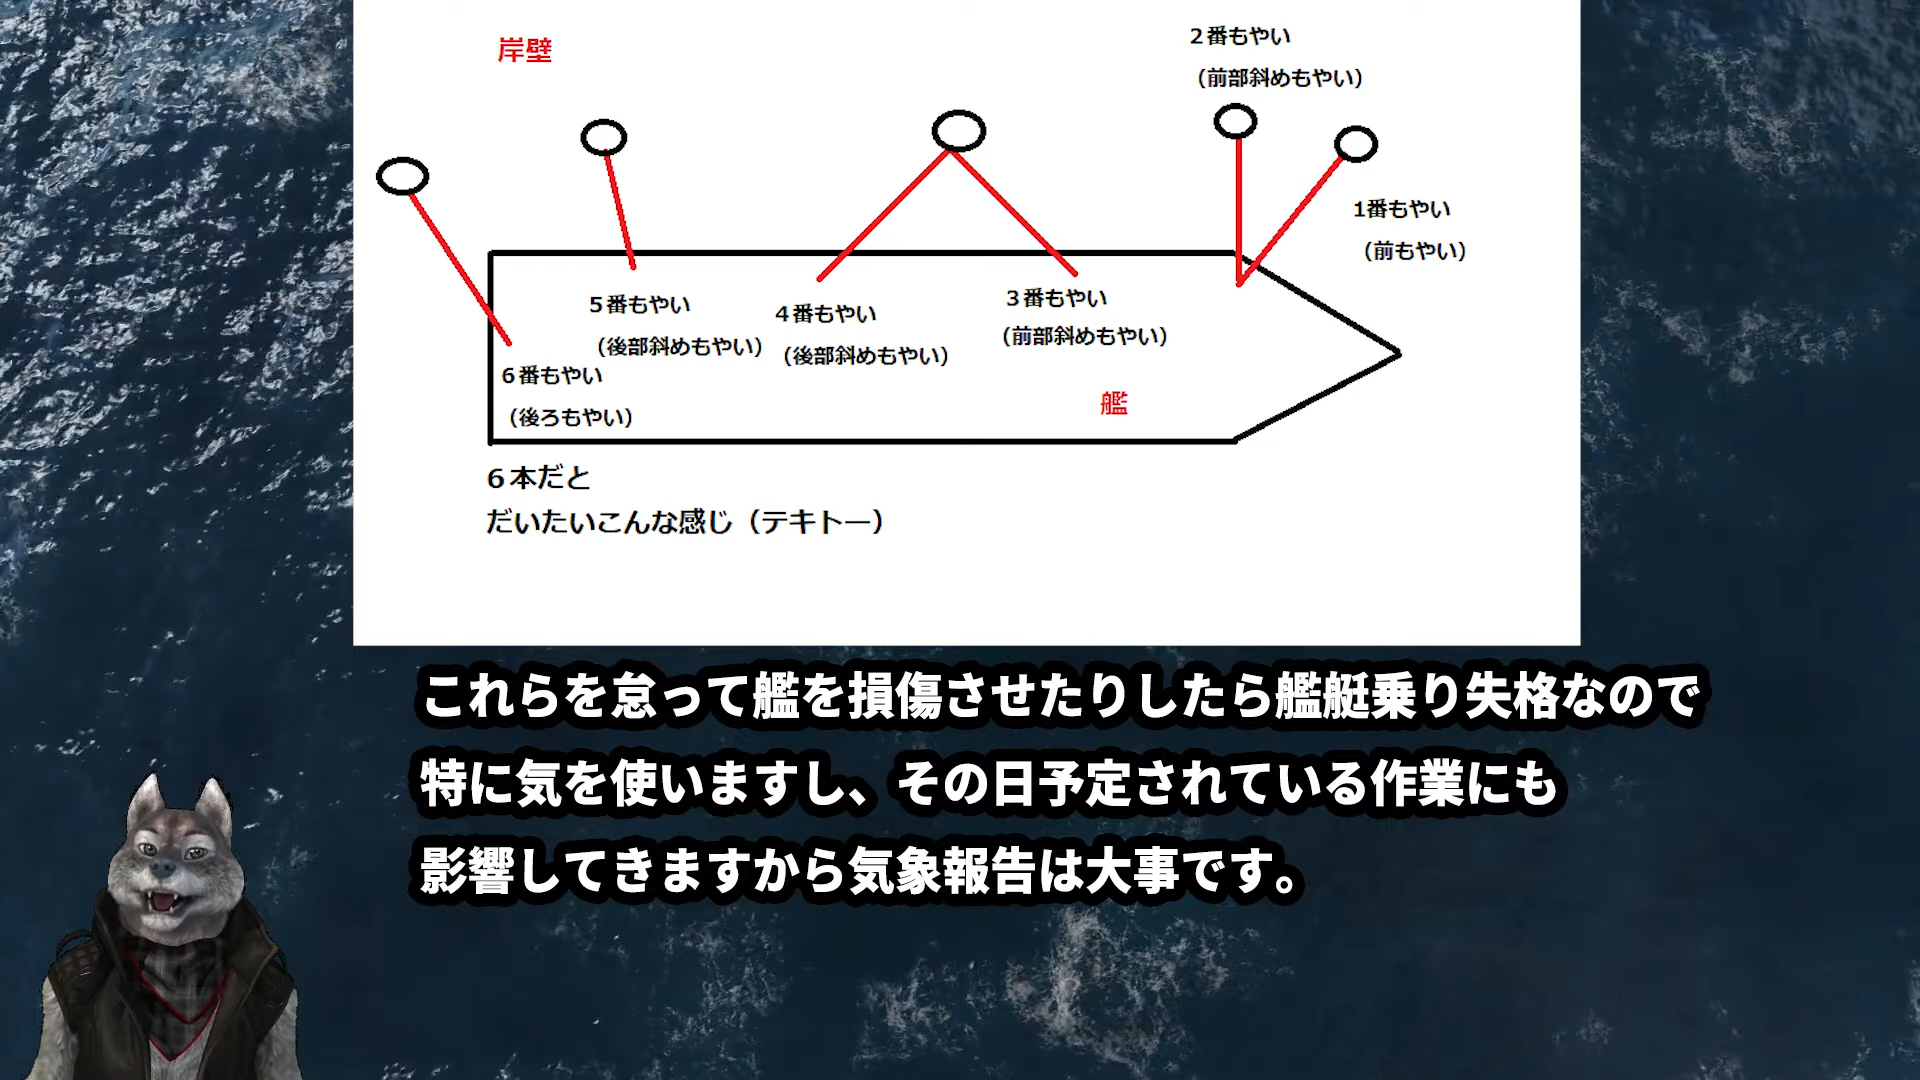 岸壁
２番もやい
（前部斜めもやい）
1番もやい
（前もやい）
５番もやい
（後部斜めもやい）
４番もやい
（後部斜めもやい）
３番もやい
（前部斜めもやい）
６番もやい
（後ろもやい）
艦
６本だと
だいたいこんな感じ（テキトー）
これらを怠って艦を損傷させたりしたら艦艇乗り失格なので
特に気を使いますし、その日予定されている作業にも
影響してきますから気象報告は大事です。